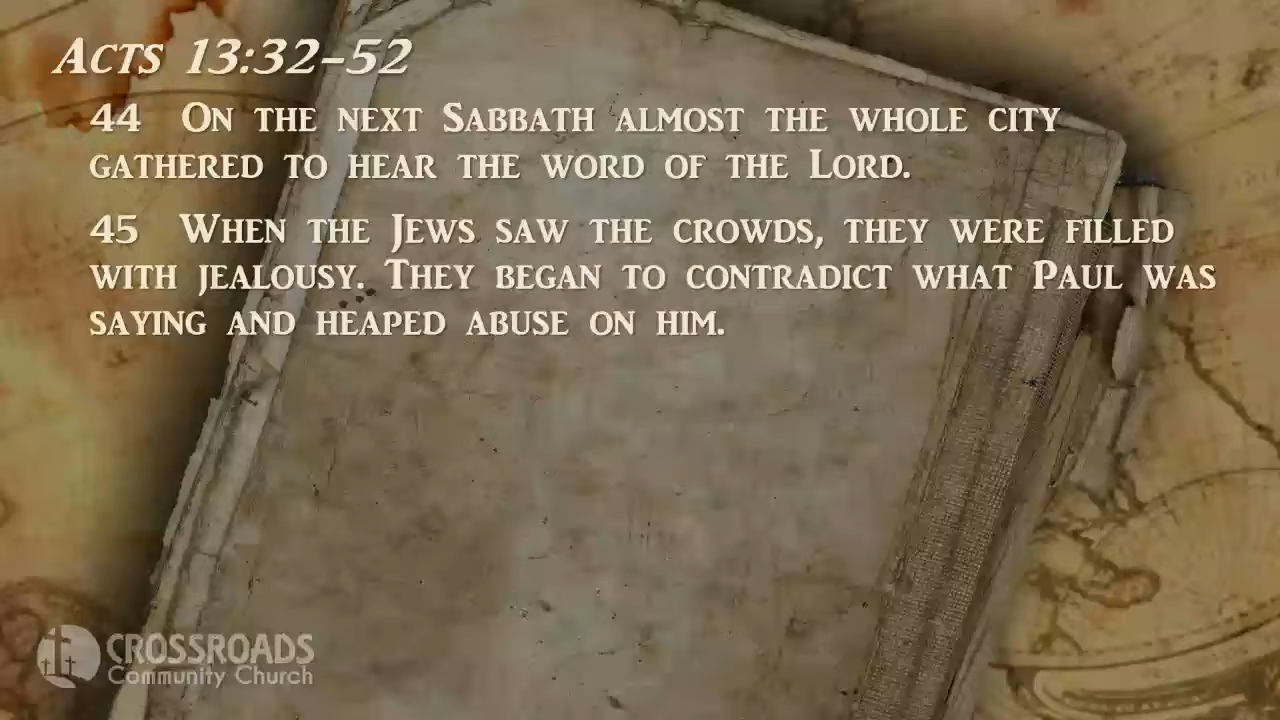 Acts 13:32-52
44 On the next Sabbath almost the whole city
gathered to hear the word of the Lord.
45 When the Jews saw the crowds, they were filled
with jealousy. They began to contradict what Paul was
saying and heaped abuse on him.
CROSSROADS
Community Church